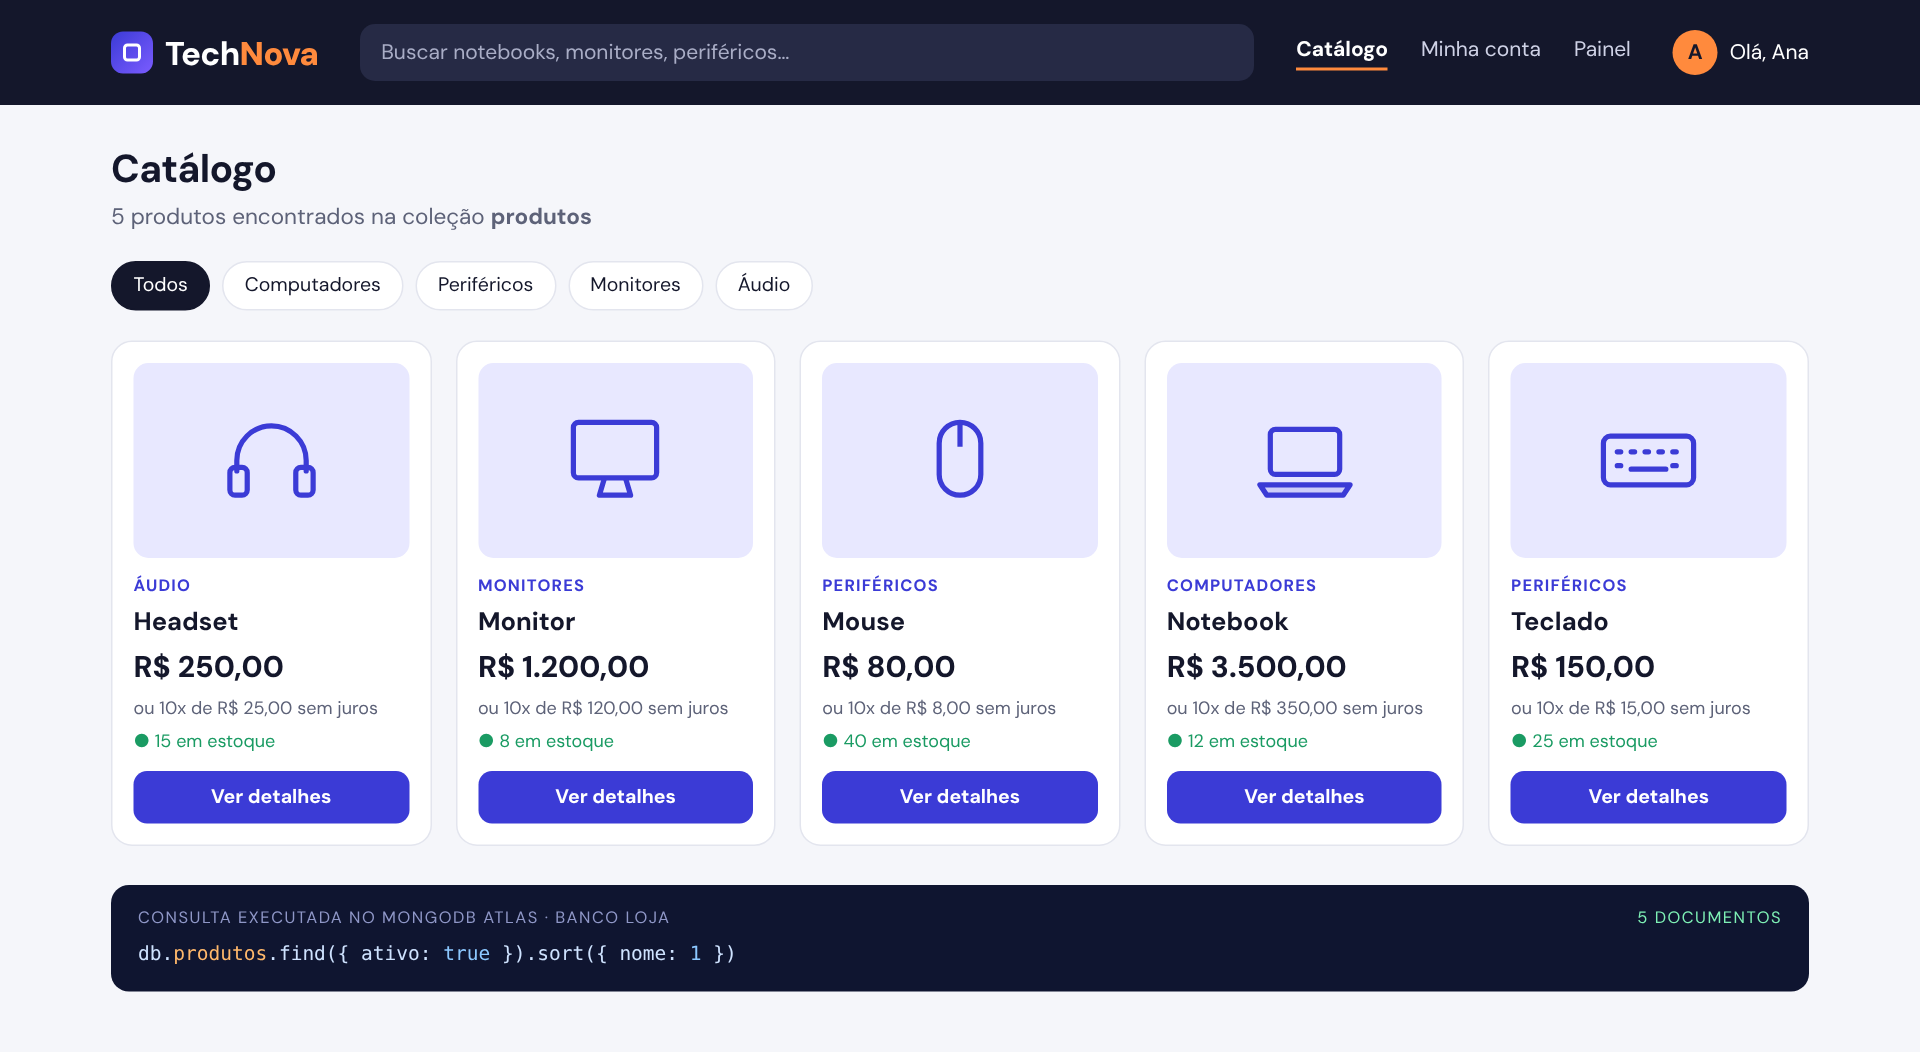 TechNova
Buscar notebooks, monitores, periféricos...
Catálogo
Minha conta
Painel
A
Olá, Ana
Catálogo
5 produtos encontrados na coleção produtos
Todos
Computadores
Periféricos
Monitores
Áudio
ÁUDIO
Headset
R$ 250,00
ou 10x de R$ 25,00 sem juros
15 em estoque
Ver detalhes
MONITORES
Monitor
R$ 1.200,00
ou 10x de R$ 120,00 sem juros
8 em estoque
Ver detalhes
PERIFÉRICOS
Mouse
R$ 80,00
ou 10x de R$ 8,00 sem juros
40 em estoque
Ver detalhes
COMPUTADORES
Notebook
R$ 3.500,00
ou 10x de R$ 350,00 sem juros
12 em estoque
Ver detalhes
PERIFÉRICOS
Teclado
R$ 150,00
ou 10x de R$ 15,00 sem juros
25 em estoque
Ver detalhes
CONSULTA EXECUTADA NO MONGODB ATLAS · BANCO LOJA
5 DOCUMENTOS
db.produtos.find({ ativo: true }).sort({ nome: 1 })